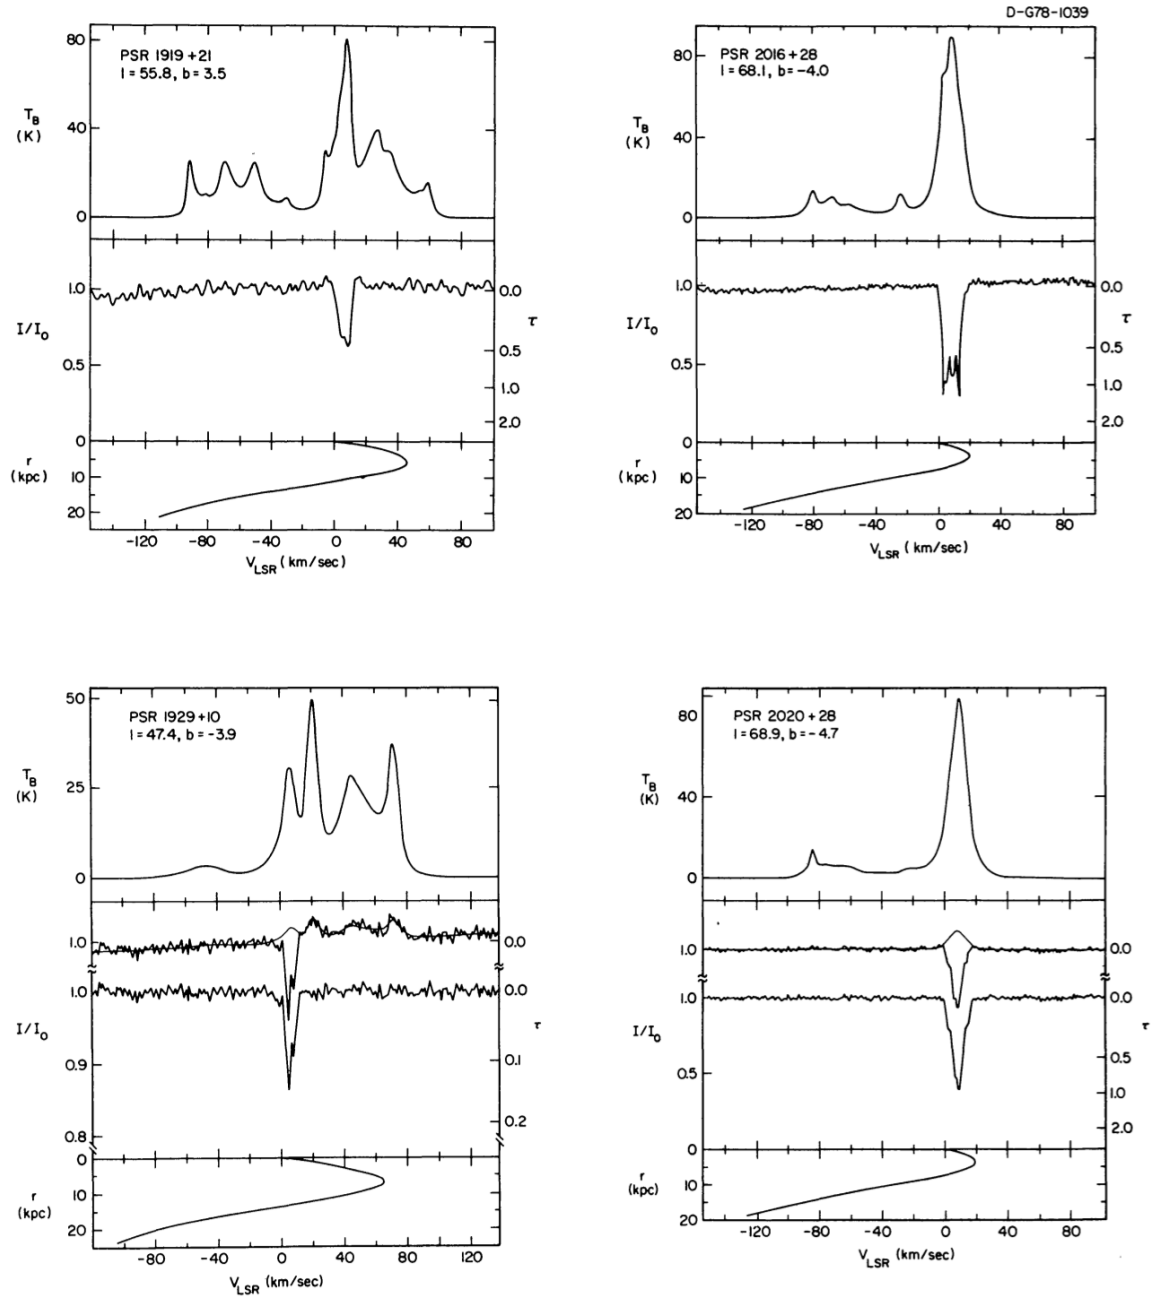 D-G78-1039
PSR 1919+21
l = 55.8, b = 3.5
80
T_B
(K)
40
0
1.0
0.0
I/I_0
τ
0.5
0.5
1.0
2.0
0
r
(kpc)
10
20
-120 -80 -40 0 40 80
V_LSR (km/sec)
PSR 2016+28
l = 68.1, b = -4.0
80
T_B
(K)
40
0
1.0
0.0
I/I_0
τ
0.5
0.5
1.0
2.0
0
r
(kpc)
10
20
-120 -80 -40 0 40 80
V_LSR (km/sec)
PSR 1929+10
l = 47.4, b = -3.9
50
T_B
(K)
25
0
1.0
0.0
1.0
0.0
I/I_0
τ
0.9
0.1
0.2
0.8
0
r
(kpc)
10
20
-80 -40 0 40 80 120
V_LSR (km/sec)
PSR 2020+28
l = 68.9, b = -4.7
80
T_B
(K)
40
0
1.0
0.0
1.0
0.0
I/I_0
τ
0.5
0.5
1.0
2.0
0
r
(kpc)
10
20
-120 -80 -40 0 40 80
V_LSR (km/sec)